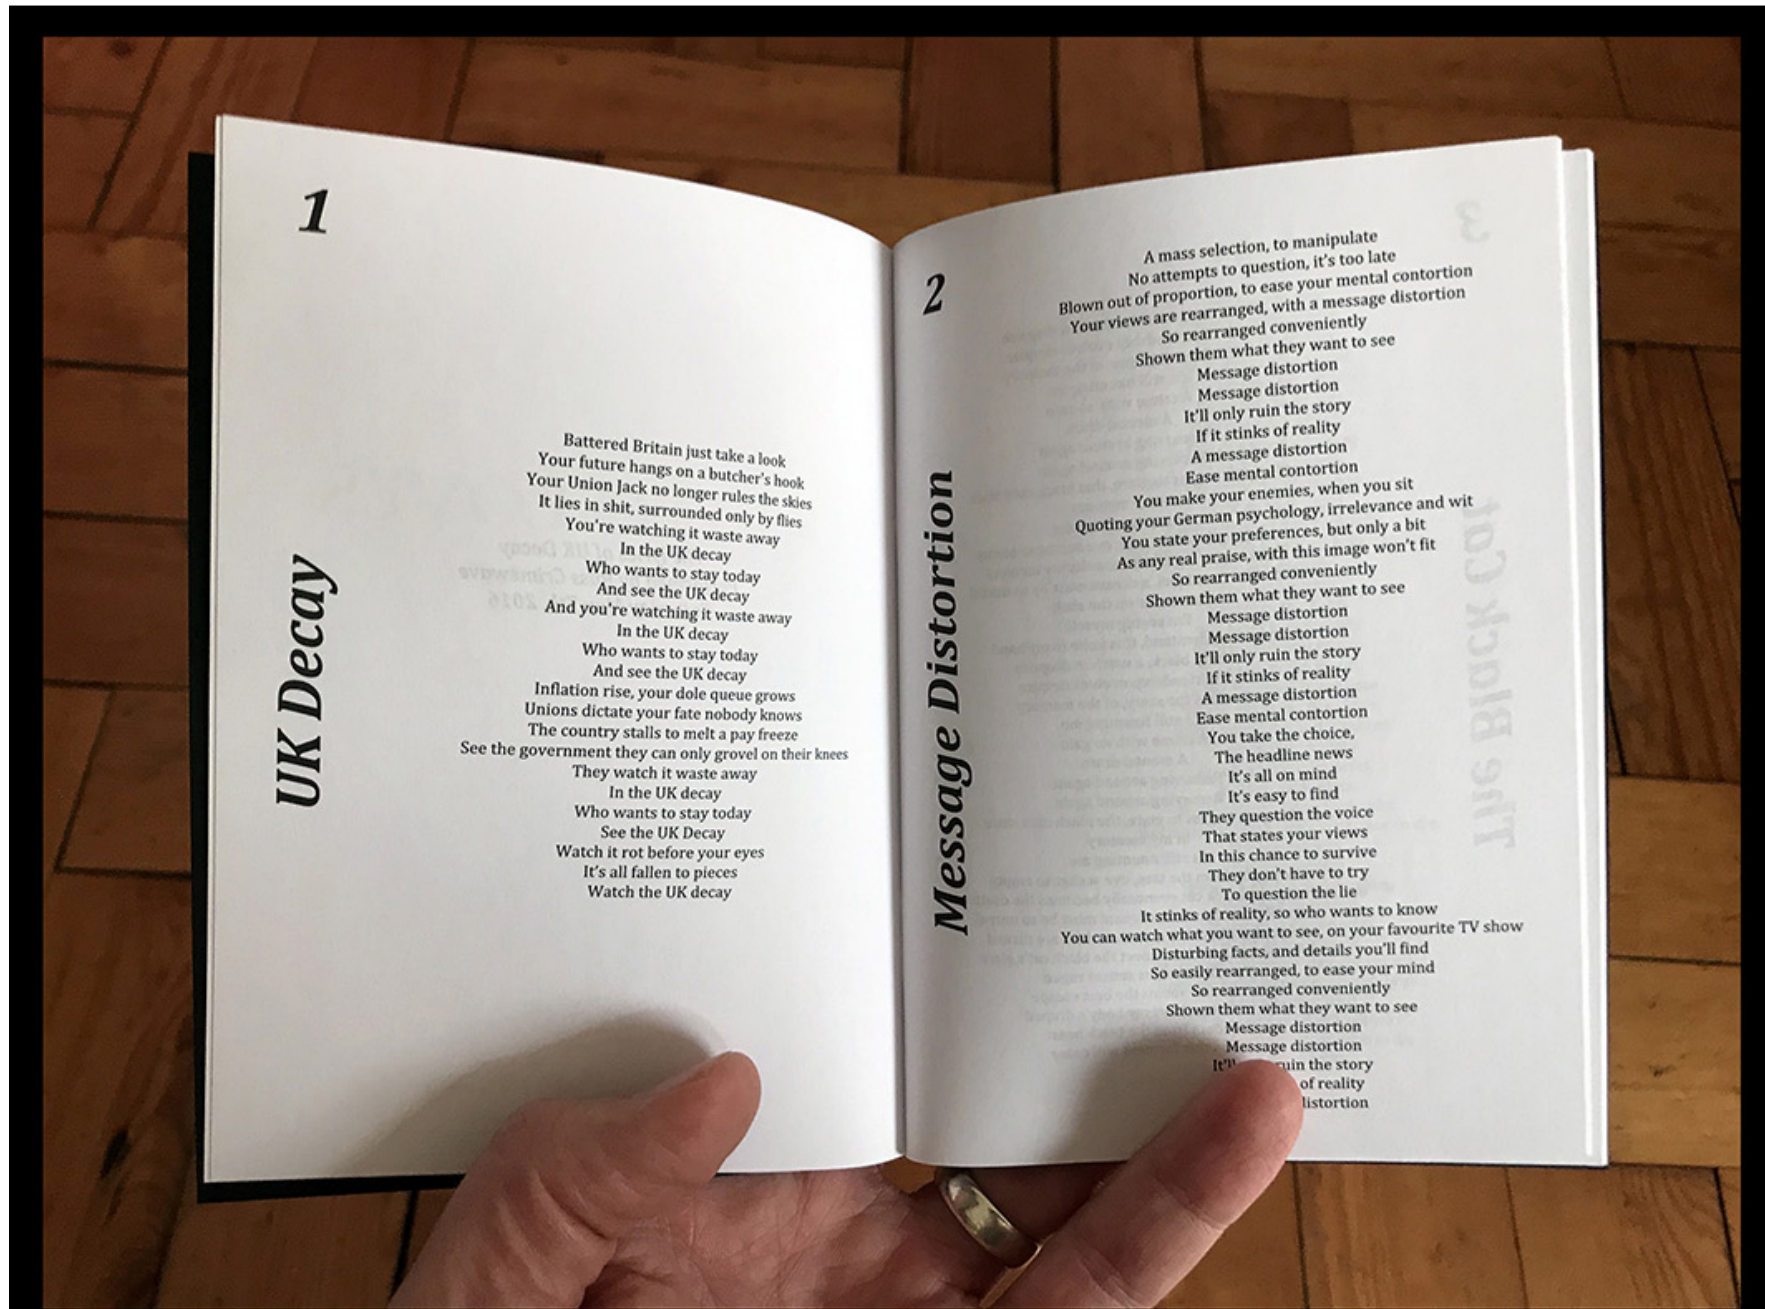 1
UK Decay
Battered Britain just take a look
Your future hangs on a butcher's hook
Your Union Jack no longer rules the skies
It lies in shit, surrounded only by flies
You're watching it waste away
In the UK decay
Who wants to stay today
And see the UK decay
And you're watching it waste away
In the UK decay
Who wants to stay today
And see the UK decay
Inflation rise, your dole queue grows
Unions dictate your fate nobody knows
The country stalls to melt a pay freeze
See the government they can only grovel on their knees
They watch it waste away
In the UK decay
Who wants to stay today
See the UK Decay
Watch it rot before your eyes
It's all fallen to pieces
Watch the UK decay
2
Message Distortion
A mass selection, to manipulate
No attempts to question, it's too late
Blown out of proportion, to ease your mental contortion
Your views are rearranged, with a message distortion
So rearranged conveniently
Shown them what they want to see
Message distortion
Message distortion
It'll only ruin the story
If it stinks of reality
A message distortion
Ease mental contortion
You make your enemies, when you sit
Quoting your German psychology, irrelevance and wit
You state your preferences, but only a bit
As any real praise, with this image won't fit
So rearranged conveniently
Shown them what they want to see
Message distortion
Message distortion
It'll only ruin the story
If it stinks of reality
A message distortion
Ease mental contortion
You take the choice,
The headline news
It's all on mind
It's easy to find
They question the voice
That states your views
In this chance to survive
They don't have to try
To question the lie
It stinks of reality, so who wants to know
You can watch what you want to see, on your favourite TV show
Disturbing facts, and details you'll find
So easily rearranged, to ease your mind
So rearranged conveniently
Shown them what they want to see
Message distortion
Message distortion
It'll ruin the story
of reality
distortion
3
The Black Cat